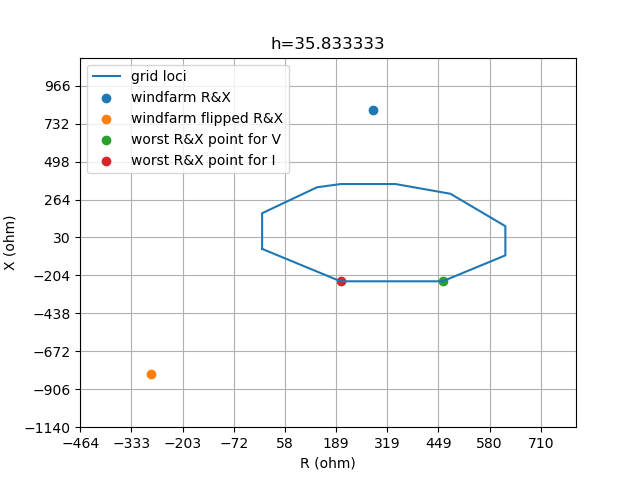 h=35.833333
grid loci
windfarm R&X
windfarm flipped R&X
worst R&X point for V
worst R&X point for I
966
732
498
264
30
−204
−438
−672
−906
−1140
X (ohm)
−464 −333 −202 −72 58 189 319 449 580 710
R (ohm)